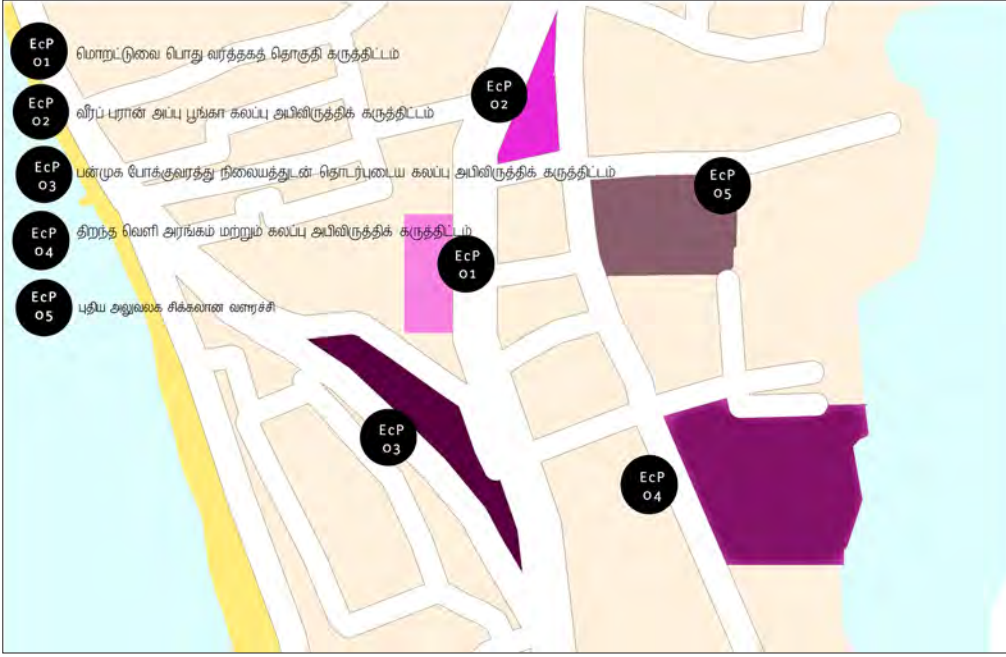 EcP
01
மொறட்டுவை பொது வர்த்தகத் தொகுதி கருத்திட்டம்
EcP
02
வீரப் புரான் அப்பு பூங்கா கலப்பு அபிவிருத்திக் கருத்திட்டம்
EcP
03
பன்முக போக்குவரத்து நிலையத்துடன் தொடர்புடைய கலப்பு அபிவிருத்திக் கருத்திட்டம்
EcP
04
திறந்த வெளி அரங்கம் மற்றும் கலப்பு அபிவிருத்திக் கருத்திட்டம்
EcP
05
புதிய அலுவலக சிக்கலான வளர்ச்சி
EcP
02
EcP
05
EcP
01
EcP
03
EcP
04